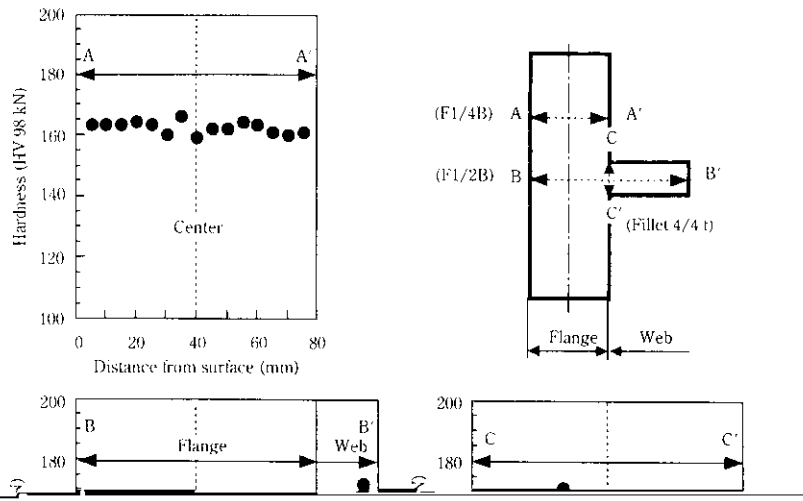 200
180
160
140
120
100
Hardness (HV 98 kN)
A A'
Center
0 20 40 60 80
Distance from surface (mm)
(F1/4B) A A'
C
(F1/2B) B B'
C'
(Fillet 4/4 t)
Flange Web
200
180
B B'
Flange Web
200
180
C C'